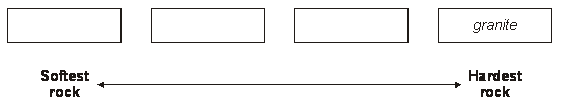 granite
Softest
rock
Hardest
rock